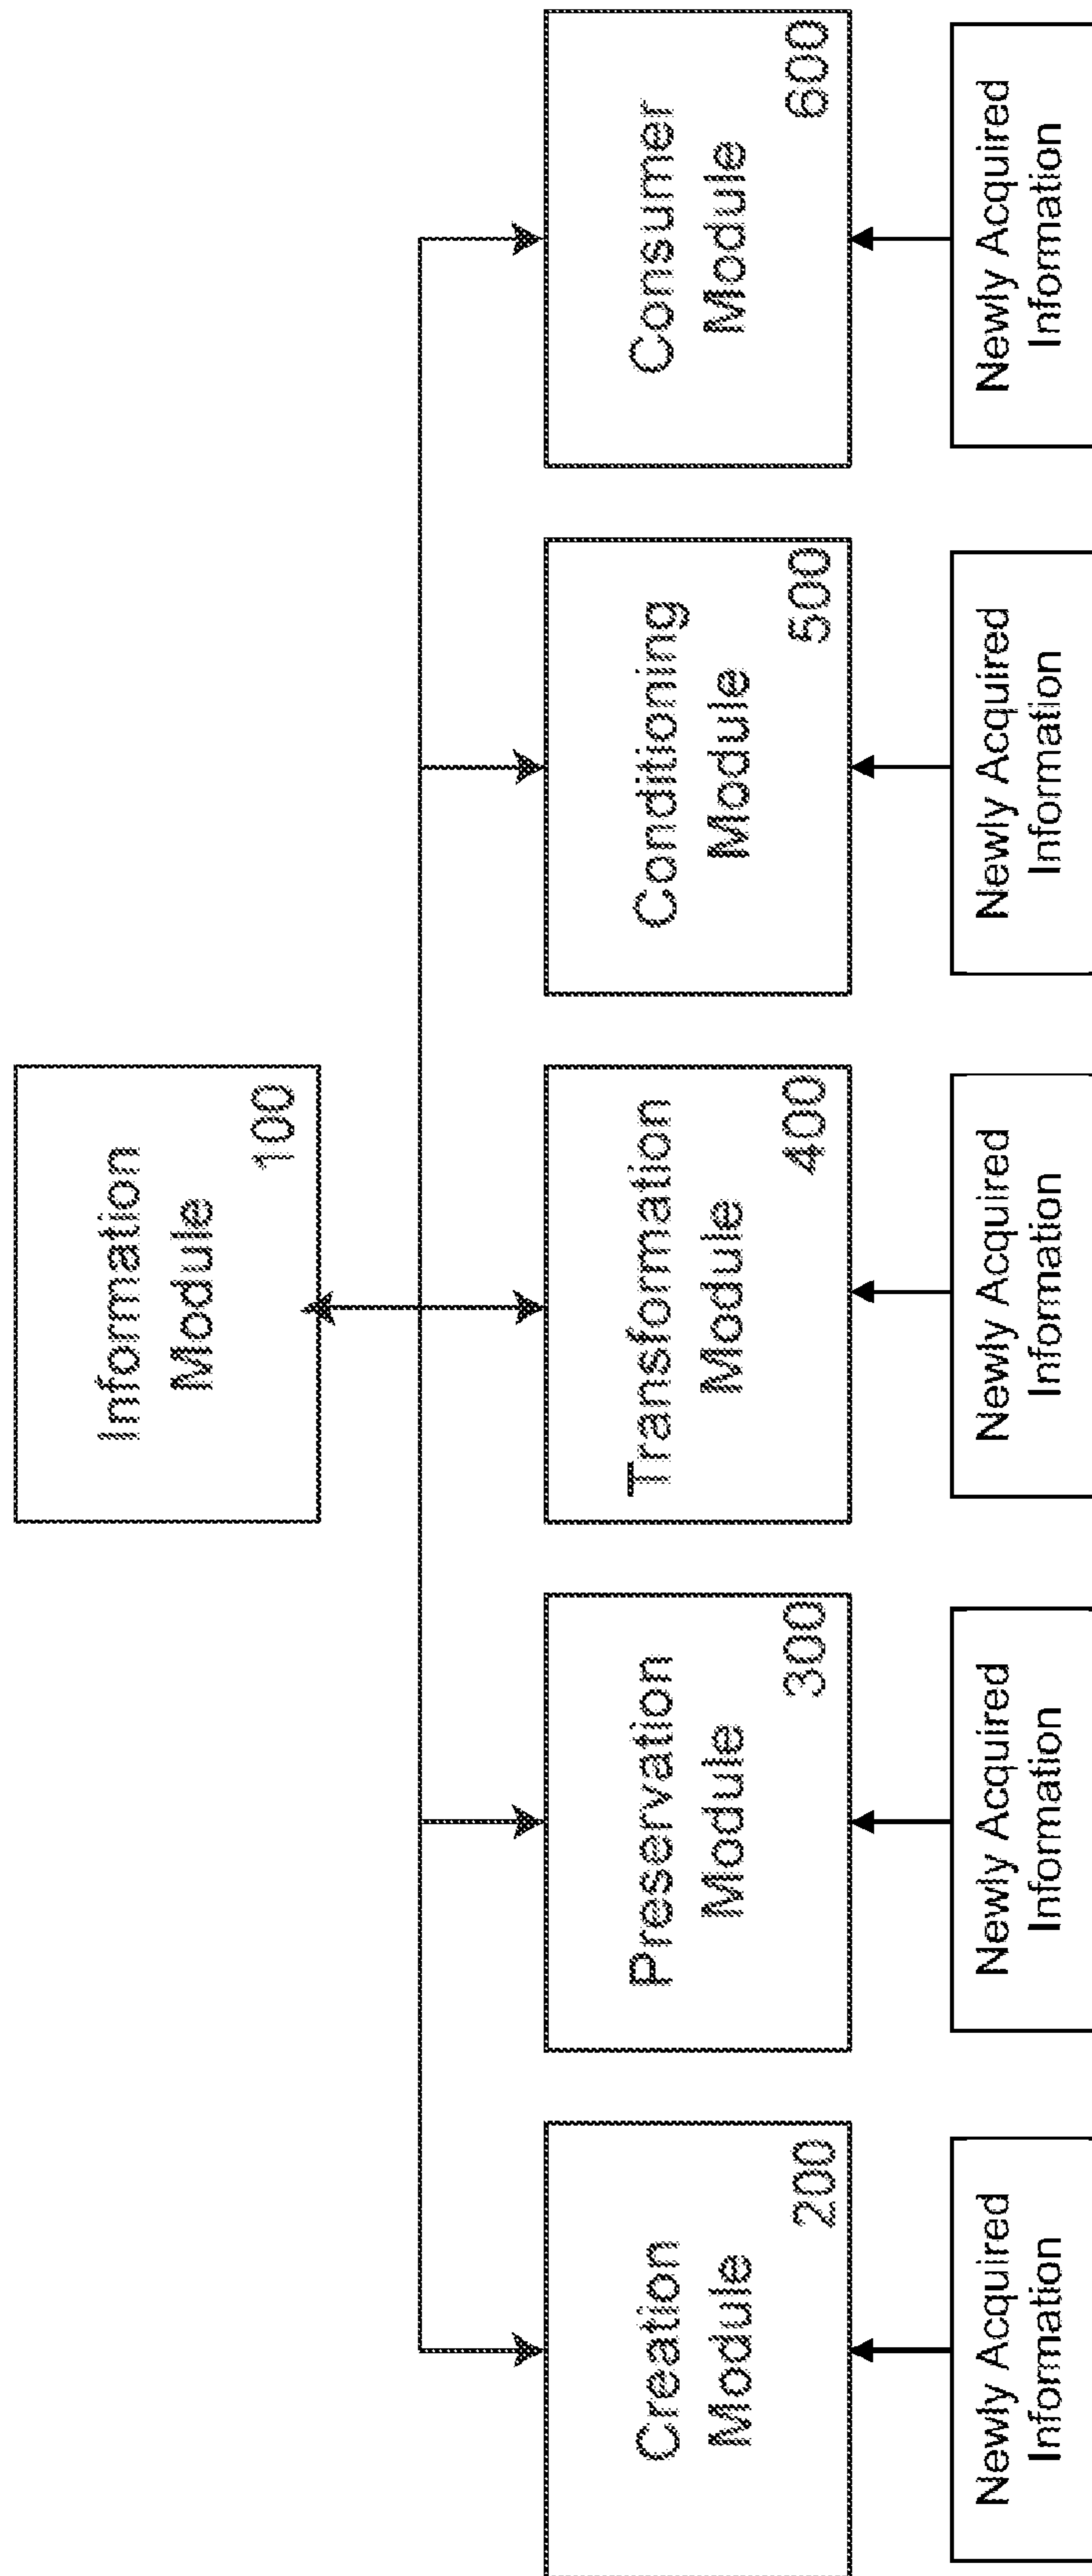 Information
Module
100
Creation
Module
200
Preservation
Module
300
Transformation
Module
400
Conditioning
Module
500
Consumer
Module
600
Newly Acquired
Information
Newly Acquired
Information
Newly Acquired
Information
Newly Acquired
Information
Newly Acquired
Information